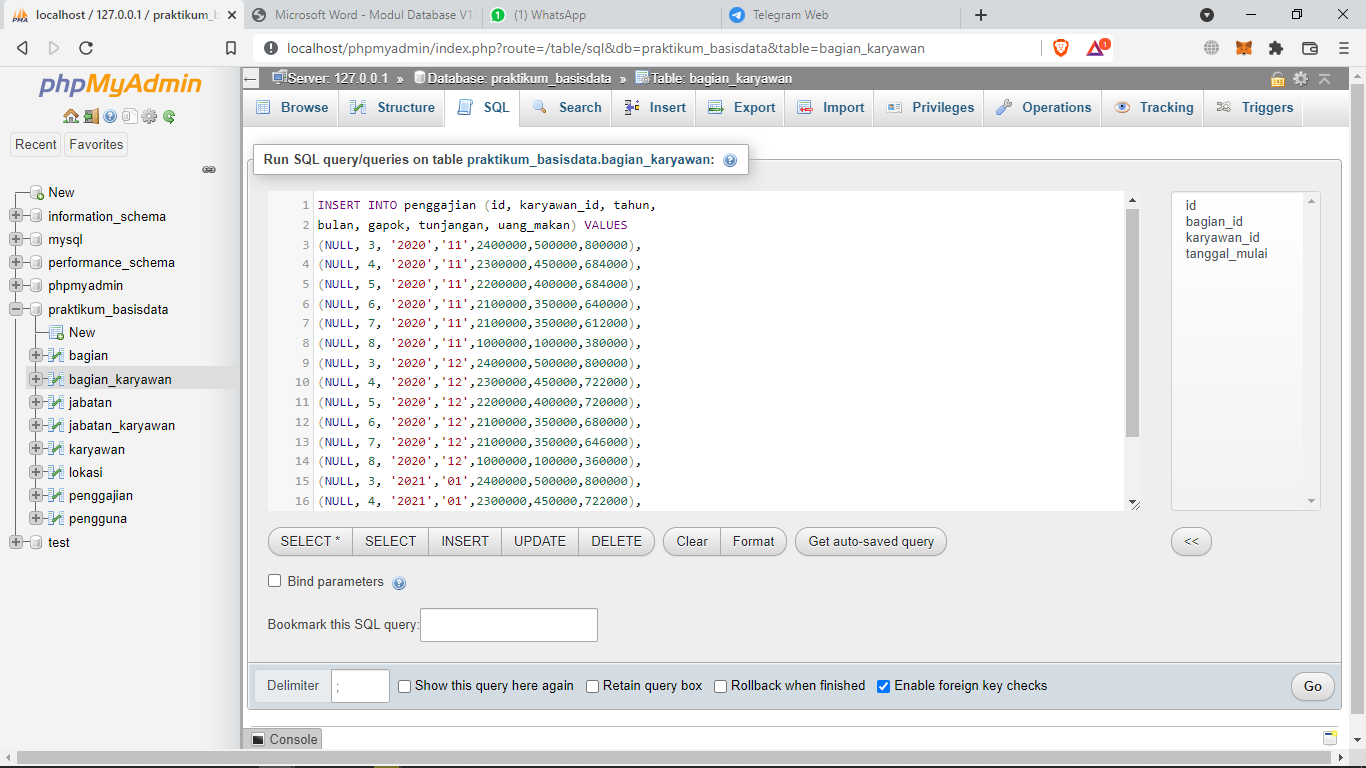 localhost / 127.0.0.1 / praktikum_b
Microsoft Word - Modul Database V1.
(1) WhatsApp
Telegram Web
localhost/phpmyadmin/index.php?route=/table/sql&db=praktikum_basisdata&table=bagian_karyawan
1
phpMyAdmin
Recent
Favorites
New
information_schema
mysql
performance_schema
phpmyadmin
praktikum_basisdata
New
bagian
bagian_karyawan
jabatan
jabatan_karyawan
karyawan
lokasi
penggajian
pengguna
test
Server: 127.0.0.1 » Database: praktikum_basisdata » Table: bagian_karyawan
Browse
Structure
SQL
Search
Insert
Export
Import
Privileges
Operations
Tracking
Triggers
Run SQL query/queries on table praktikum_basisdata.bagian_karyawan:
1 INSERT INTO penggajian (id, karyawan_id, tahun,
2 bulan, gapok, tunjangan, uang_makan) VALUES
3 (NULL, 3, '2020','11',2400000,500000,800000),
4 (NULL, 4, '2020','11',2300000,450000,684000),
5 (NULL, 5, '2020','11',2200000,400000,684000),
6 (NULL, 6, '2020','11',2100000,350000,640000),
7 (NULL, 7, '2020','11',2100000,350000,612000),
8 (NULL, 8, '2020','11',1000000,100000,380000),
9 (NULL, 3, '2020','12',2400000,500000,800000),
10 (NULL, 4, '2020','12',2300000,450000,722000),
11 (NULL, 5, '2020','12',2200000,400000,720000),
12 (NULL, 6, '2020','12',2100000,350000,680000),
13 (NULL, 7, '2020','12',2100000,350000,646000),
14 (NULL, 8, '2020','12',1000000,100000,360000),
15 (NULL, 3, '2021','01',2400000,500000,800000),
16 (NULL, 4, '2021','01',2300000,450000,722000),
id
bagian_id
karyawan_id
tanggal_mulai
SELECT *
SELECT
INSERT
UPDATE
DELETE
Clear
Format
Get auto-saved query
<<
Bind parameters
Bookmark this SQL query:
Delimiter
;
Show this query here again
Retain query box
Rollback when finished
Enable foreign key checks
Go
Console